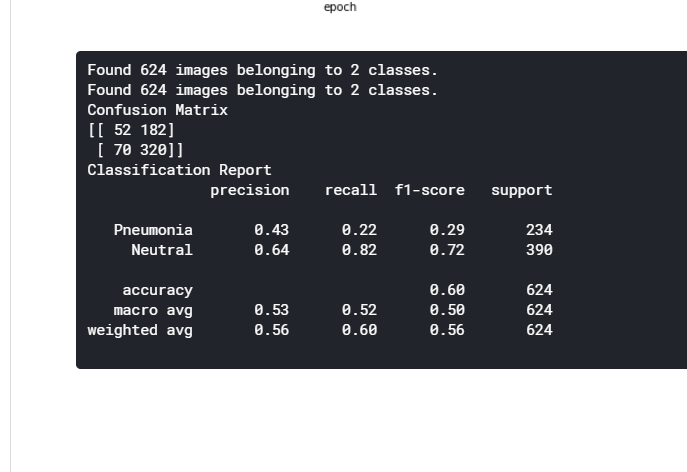 epoch
Found 624 images belonging to 2 classes.
Found 624 images belonging to 2 classes.
Confusion Matrix
[[ 52 182]
 [ 70 320]]
Classification Report
              precision    recall  f1-score   support

   Pneumonia       0.43      0.22      0.29       234
     Neutral       0.64      0.82      0.72       390

    accuracy                           0.60       624
   macro avg       0.53      0.52      0.50       624
weighted avg       0.56      0.60      0.56       624